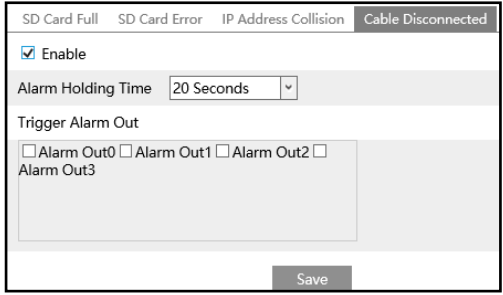 SD Card Full SD Card Error IP Address Collision Cable Disconnected
Enable
Alarm Holding Time 20 Seconds
Trigger Alarm Out
Alarm Out0 Alarm Out1 Alarm Out2
Alarm Out3
Save